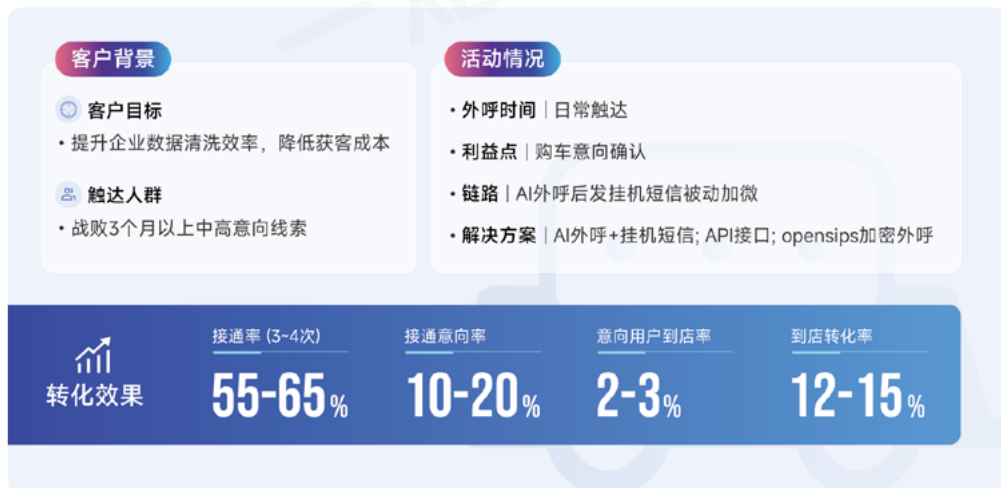 客户背景
客户目标
·提升企业数据清洗效率，降低获客成本
触达人群
·战败3个月以上中高意向线索
活动情况
·外呼时间｜日常触达
·利益点｜购车意向确认
·链路｜AI外呼后发挂机短信被动加微
·解决方案｜AI外呼+挂机短信; API接口; opensips加密外呼
转化效果
接通率 (3~4次)
55-65%
接通意向率
10-20%
意向用户到店率
2-3%
到店转化率
12-15%